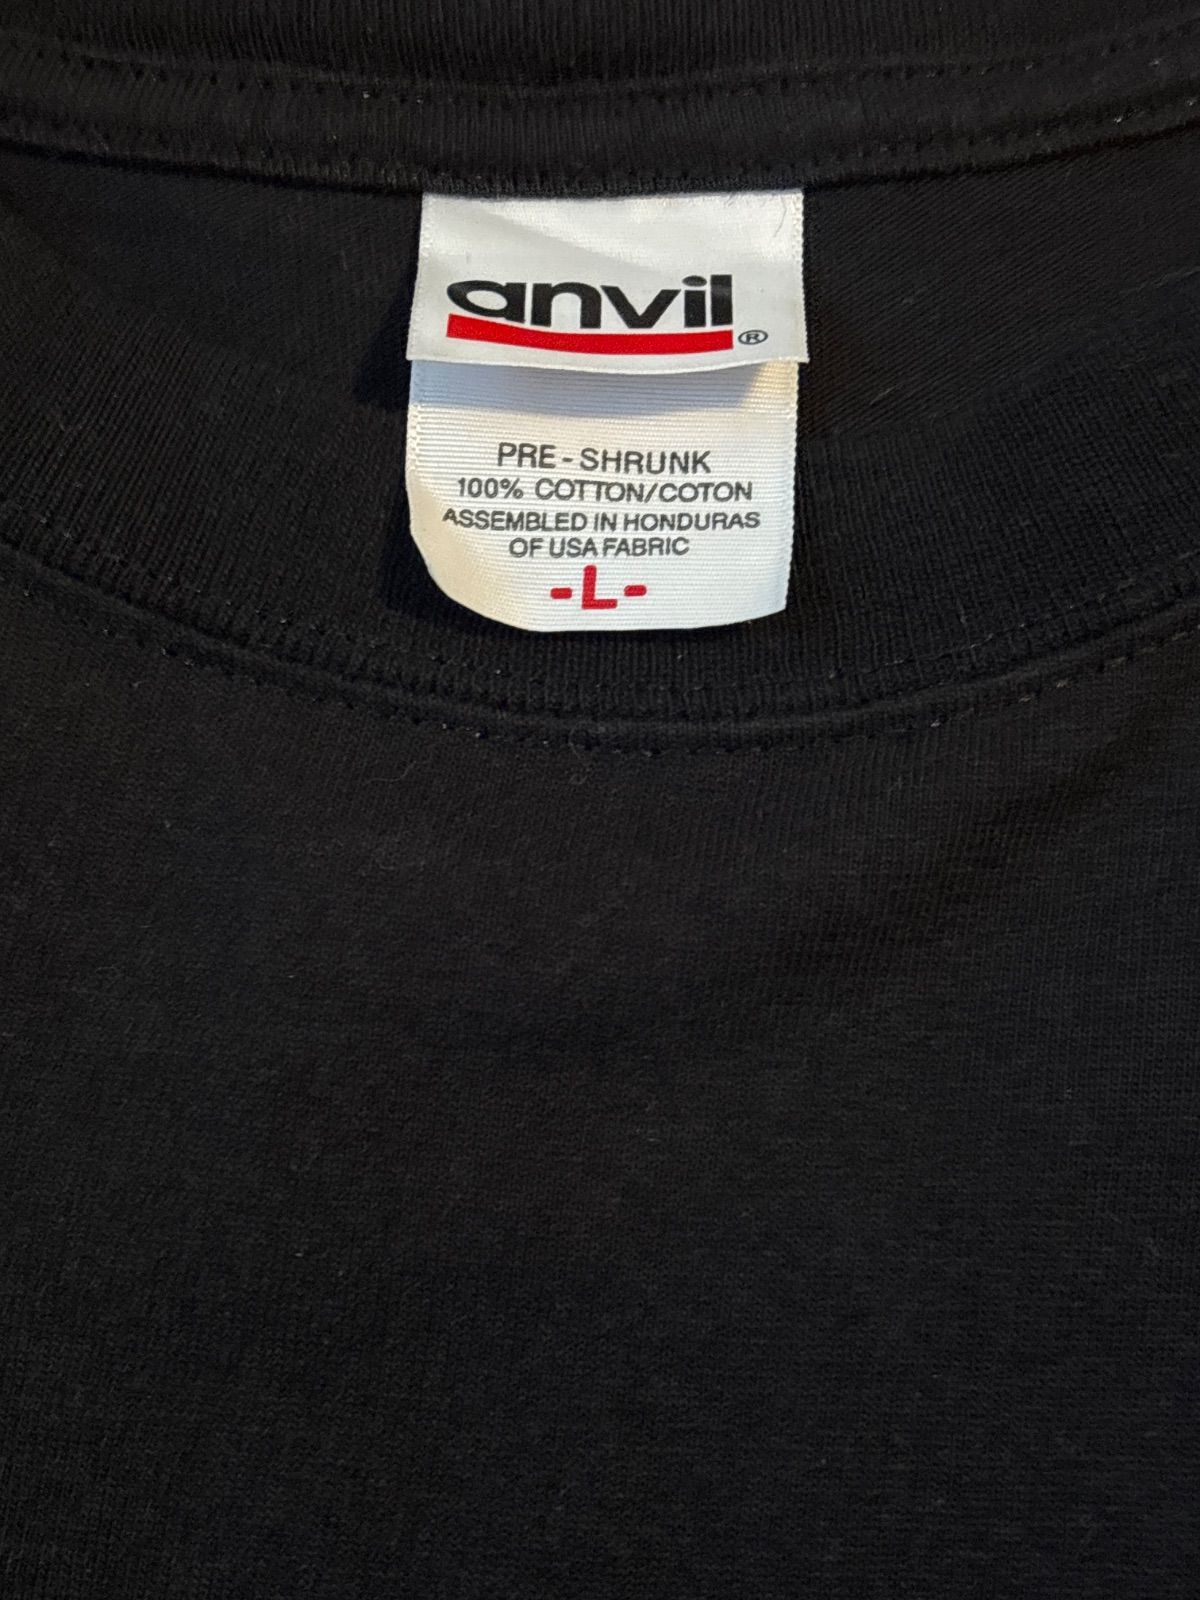 anvil®
PRE-SHRUNK
100% COTTON/COTON
ASSEMBLED IN HONDURAS
OF USA FABRIC
-L-